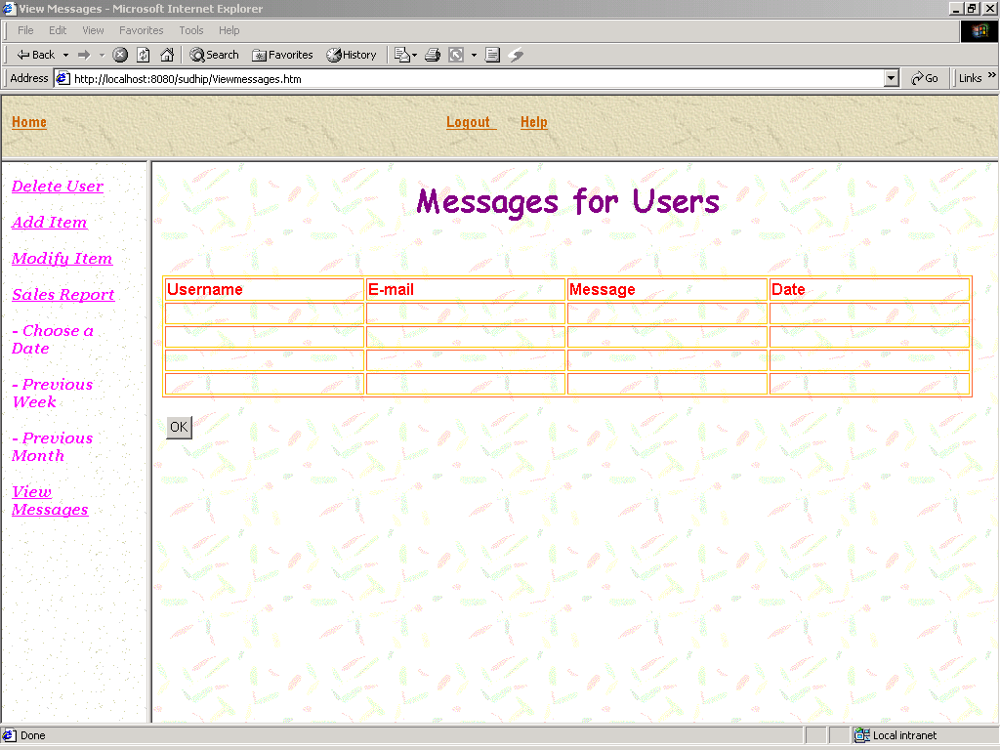 View Messages - Microsoft Internet Explorer
File Edit View Favorites Tools Help
Back Search Favorites History
Address http://localhost:8080/sudhip/Viewmessages.htm Go Links »
Home Logout Help
Delete User
Add Item
Modify Item
Sales Report
- Choose a
Date
- Previous
Week
- Previous
Month
View
Messages
Messages for Users
Username E-mail Message Date
OK
Done Local intranet